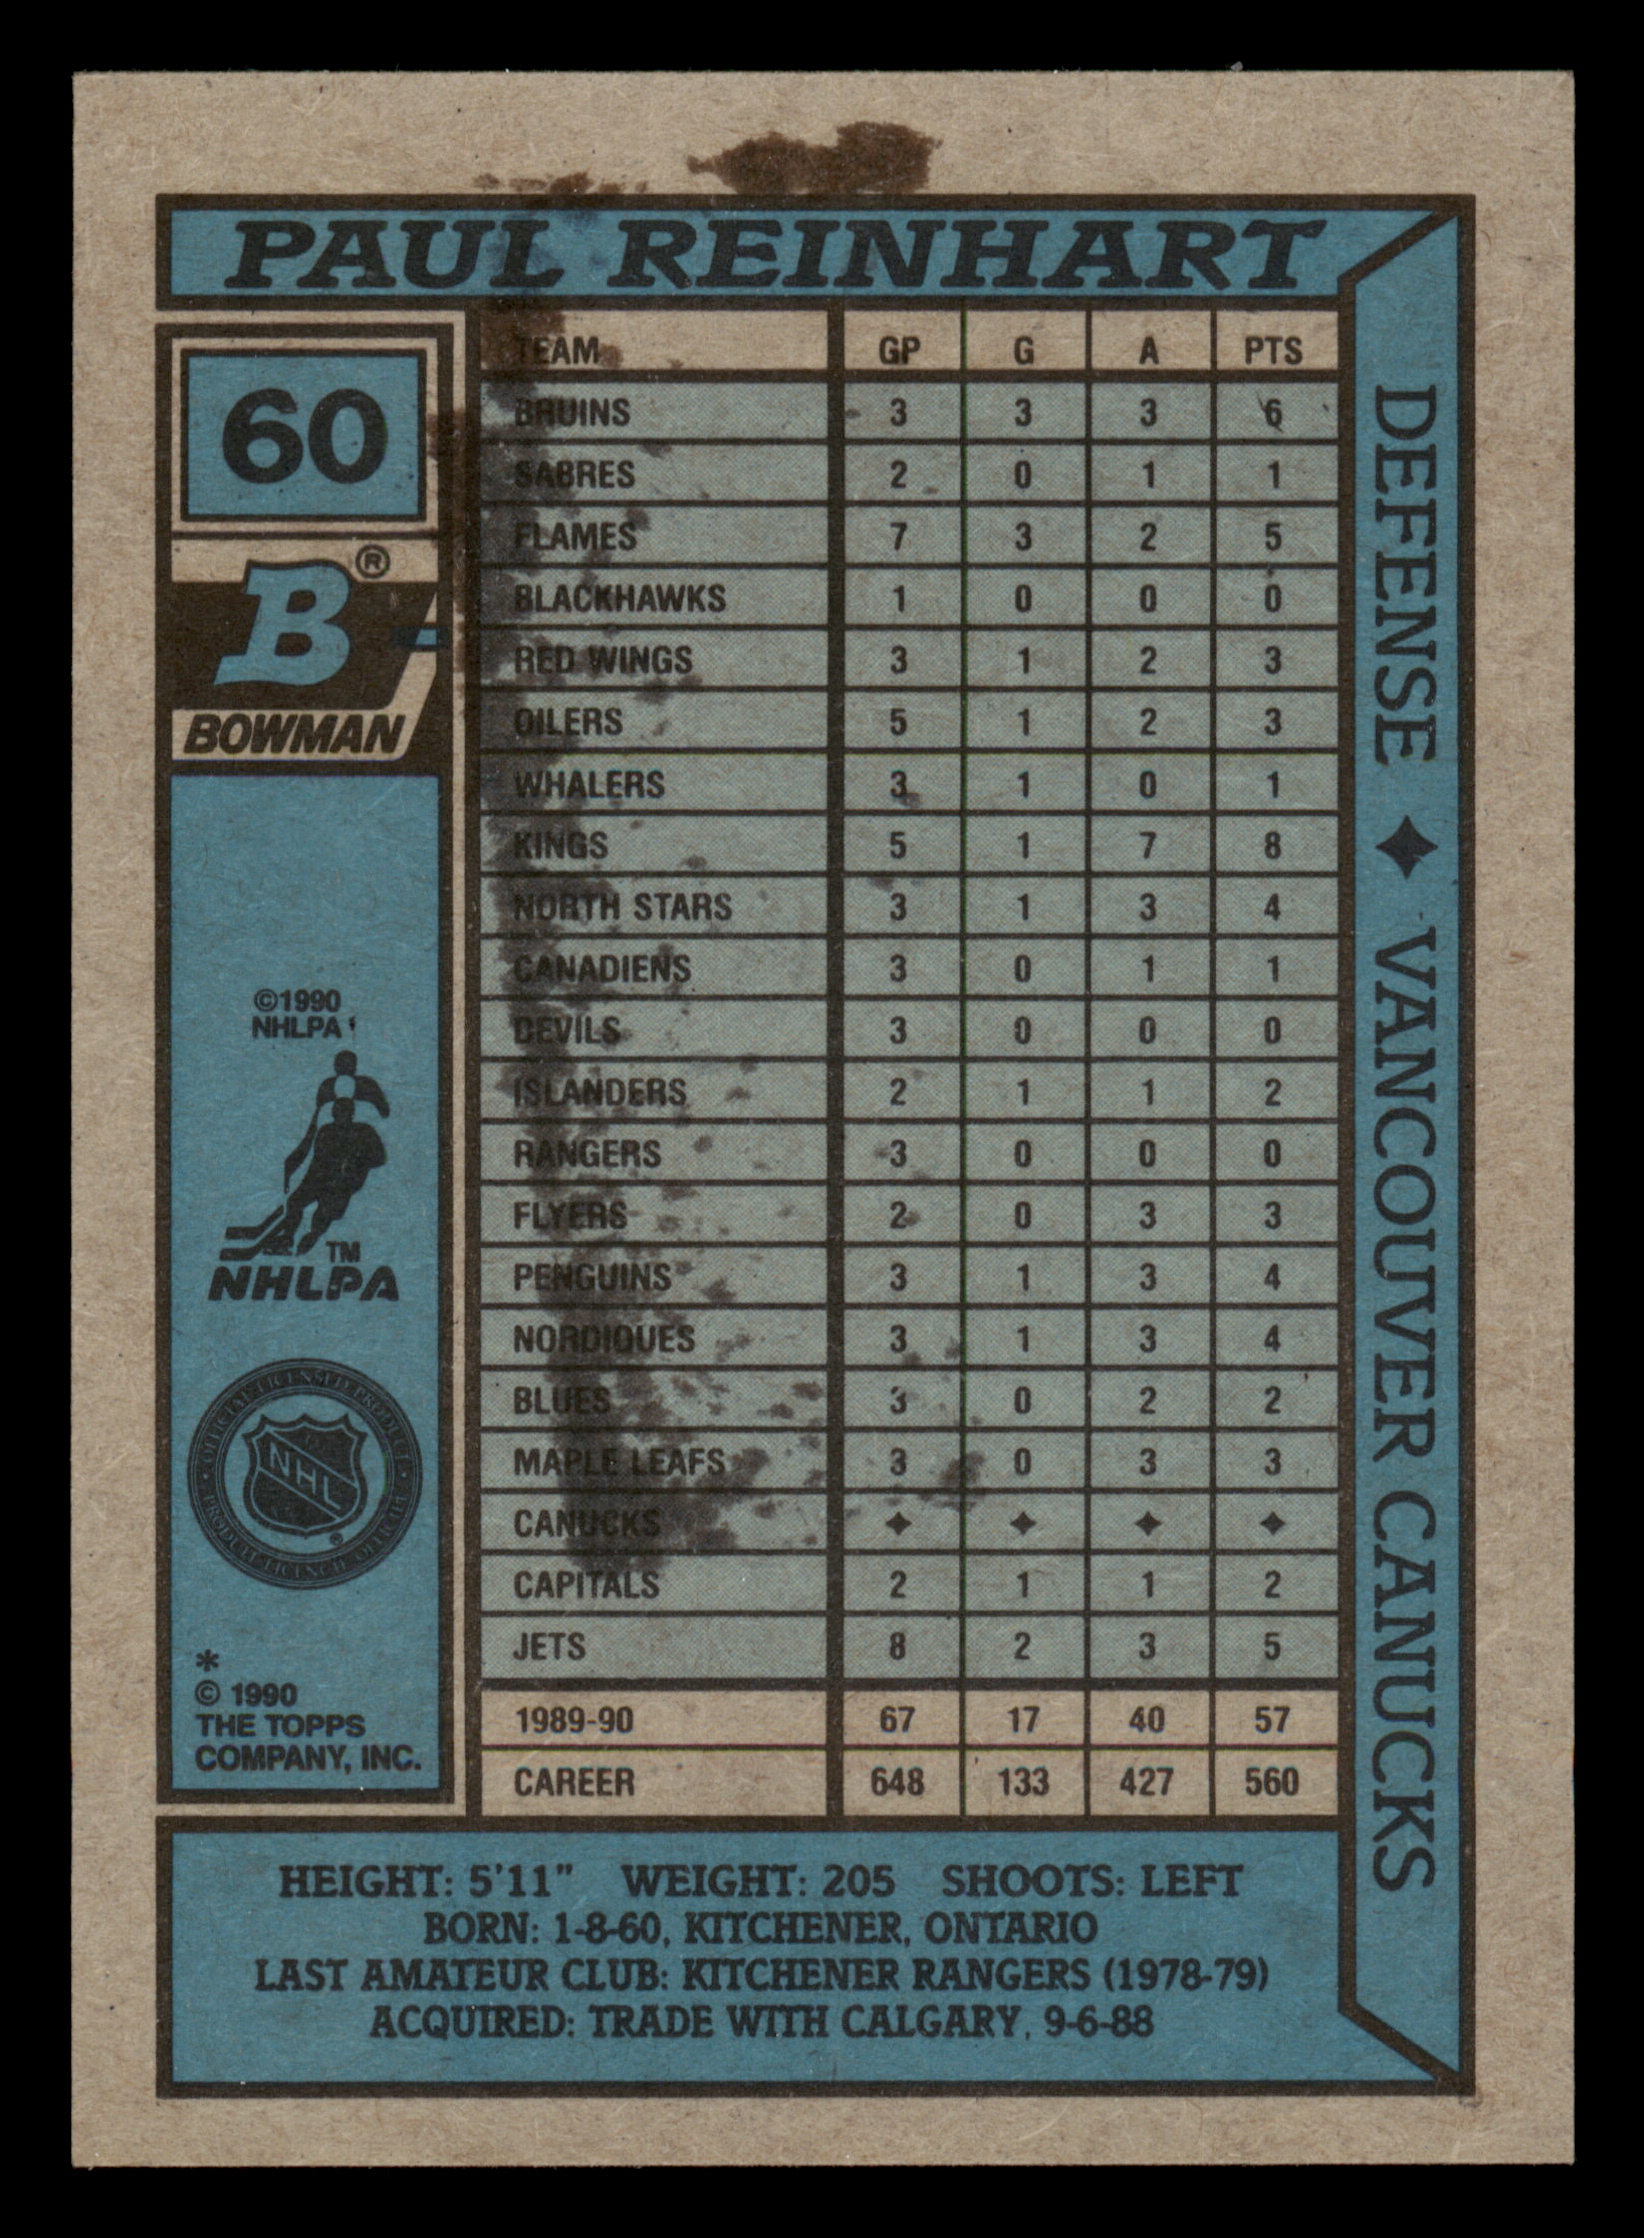 PAUL REINHART
60
B®
BOWMAN
©1990
NHLPA
TM
NHLPA
OFFICIAL LICENSED PRODUCT
NHL
®
PRODUIT LICENCIE OFFICIEL
*
© 1990
THE TOPPS
COMPANY, INC.
TEAM GP G A PTS
BRUINS 3 3 3 6
SABRES 2 0 1 1
FLAMES 7 3 2 5
BLACKHAWKS 1 0 0 0
RED WINGS 3 1 2 3
OILERS 5 1 2 3
WHALERS 3 1 0 1
KINGS 5 1 7 8
NORTH STARS 3 1 3 4
CANADIENS 3 0 1 1
DEVILS 3 0 0 0
ISLANDERS 2 1 1 2
RANGERS 3 0 0 0
FLYERS 2 0 3 3
PENGUINS 3 1 3 4
NORDIQUES 3 1 3 4
BLUES 3 0 2 2
MAPLE LEAFS 3 0 3 3
CANUCKS ✦ ✦ ✦ ✦
CAPITALS 2 1 1 2
JETS 8 2 3 5
1989-90 67 17 40 57
CAREER 648 133 427 560
DEFENSE ✦ VANCOUVER CANUCKS
HEIGHT: 5'11" WEIGHT: 205 SHOOTS: LEFT
BORN: 1-8-60, KITCHENER, ONTARIO
LAST AMATEUR CLUB: KITCHENER RANGERS (1978-79)
ACQUIRED: TRADE WITH CALGARY, 9-6-88